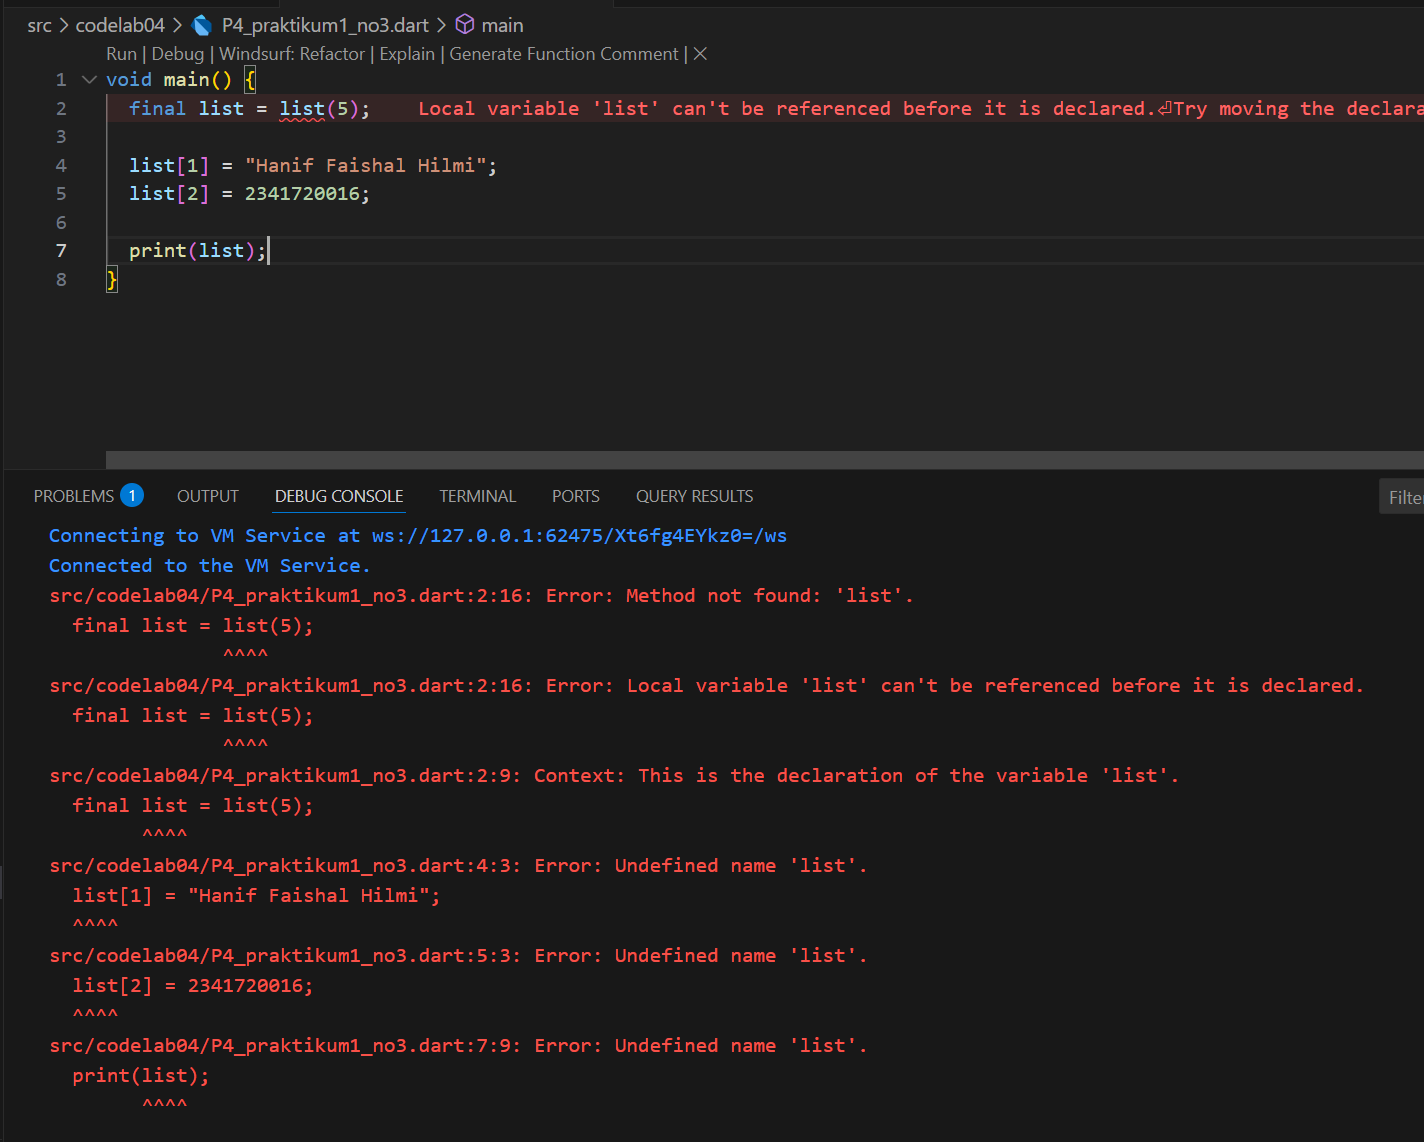 src > codelab04 > P4_praktikum1_no3.dart > main
Run | Debug | Windsurf: Refactor | Explain | Generate Function Comment | ×
1 void main() {
2   final list = list(5);    Local variable 'list' can't be referenced before it is declared.⏎Try moving the declara
3
4   list[1] = "Hanif Faishal Hilmi";
5   list[2] = 2341720016;
6
7   print(list);
8 }
PROBLEMS 1 OUTPUT DEBUG CONSOLE TERMINAL PORTS QUERY RESULTS Filte
Connecting to VM Service at ws://127.0.0.1:62475/Xt6fg4EYkz0=/ws
Connected to the VM Service.
src/codelab04/P4_praktikum1_no3.dart:2:16: Error: Method not found: 'list'.
  final list = list(5);
               ^^^^
src/codelab04/P4_praktikum1_no3.dart:2:16: Error: Local variable 'list' can't be referenced before it is declared.
  final list = list(5);
               ^^^^
src/codelab04/P4_praktikum1_no3.dart:2:9: Context: This is the declaration of the variable 'list'.
  final list = list(5);
        ^^^^
src/codelab04/P4_praktikum1_no3.dart:4:3: Error: Undefined name 'list'.
  list[1] = "Hanif Faishal Hilmi";
  ^^^^
src/codelab04/P4_praktikum1_no3.dart:5:3: Error: Undefined name 'list'.
  list[2] = 2341720016;
  ^^^^
src/codelab04/P4_praktikum1_no3.dart:7:9: Error: Undefined name 'list'.
  print(list);
        ^^^^